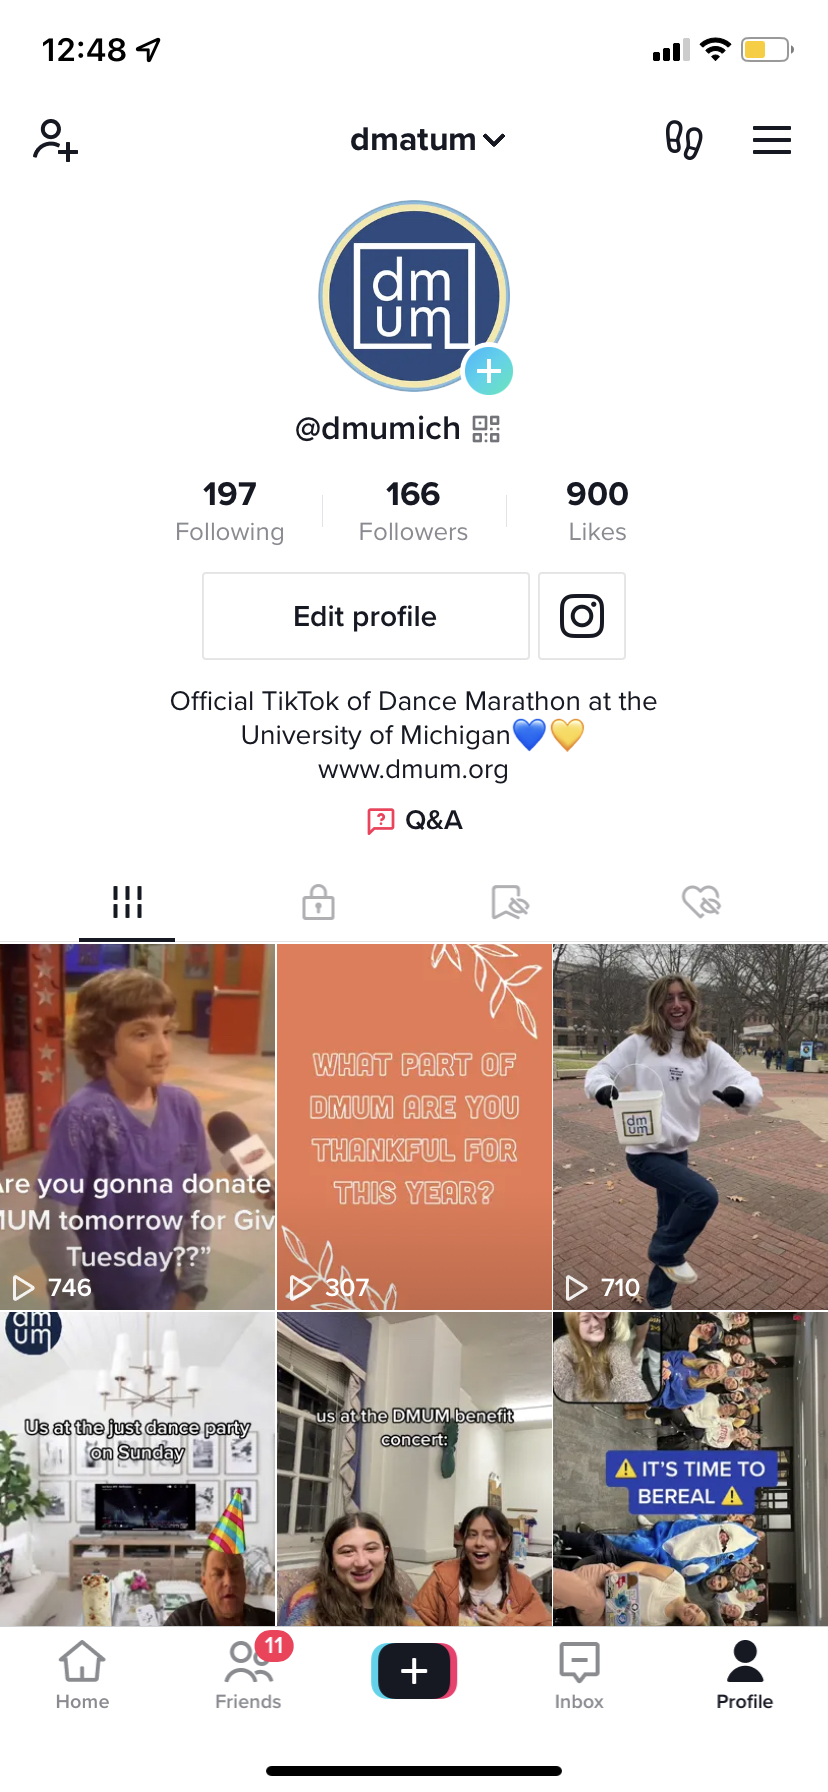 12:48
dmatum
dm
um
@dmumich
197
166
900
Following
Followers
Likes
Edit profile
Official TikTok of Dance Marathon at the
University of Michigan💙💛
www.dmum.org
Q&A
re you gonna donate
UM tomorrow for Giv
Tuesday??”
746
WHAT PART OF
DMUM ARE YOU
THANKFUL FOR
THIS YEAR?
307
dm
um
710
dm
um
Us at the just dance party
on Sunday
us at the DMUM benefit
concert:
⚠️ IT'S TIME TO
BEREAL ⚠️
Home
Friends
11
Inbox
Profile